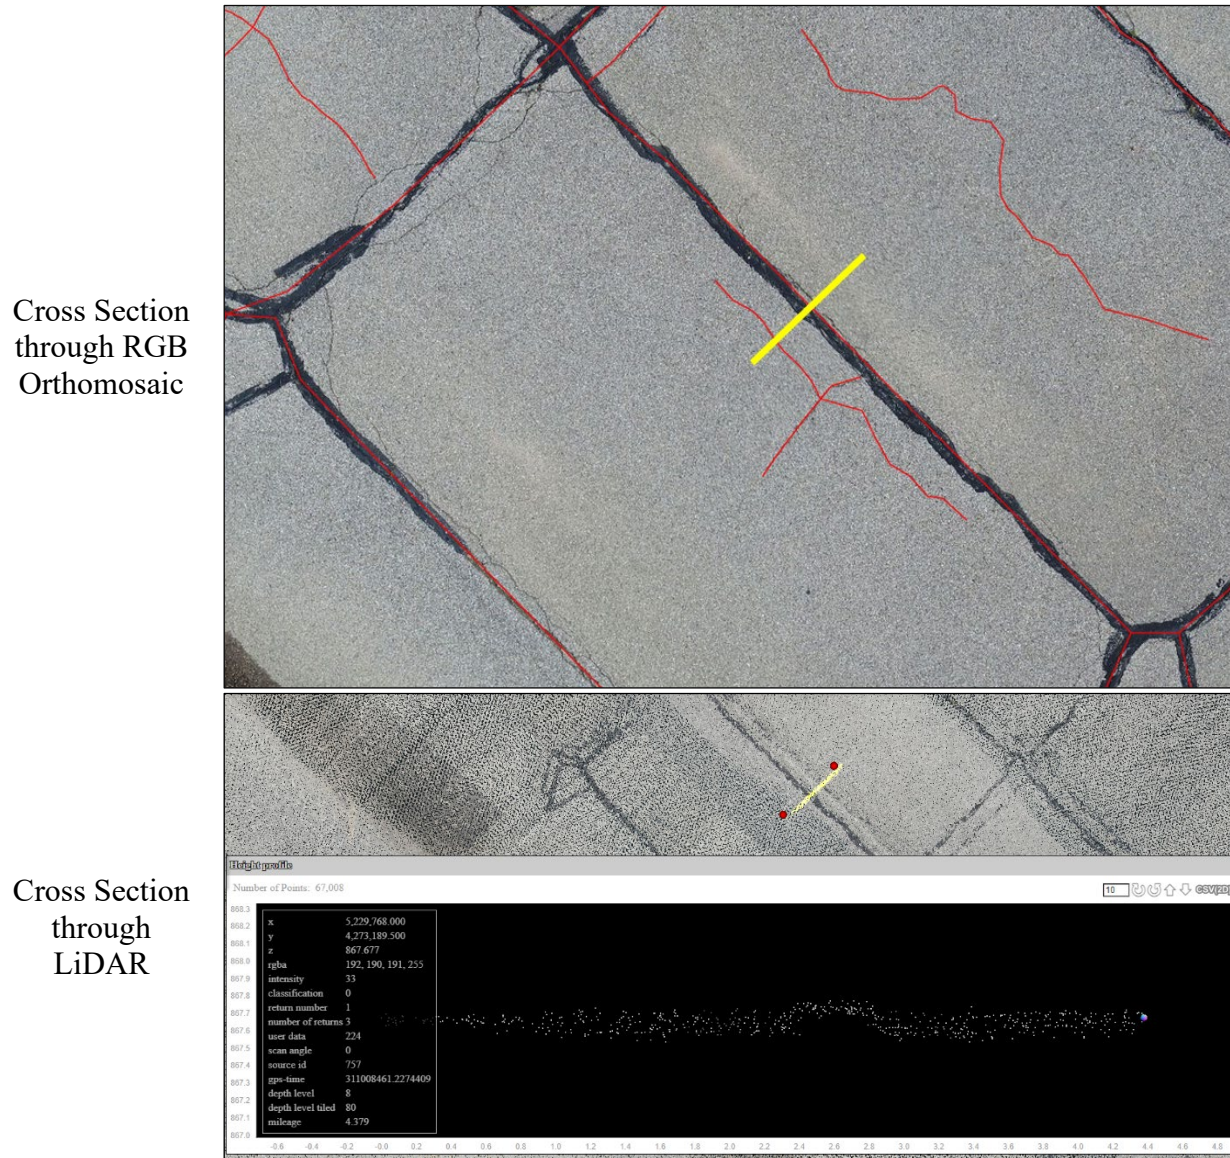 Cross Section
through RGB
Orthomosaic
Cross Section
through
LiDAR
Height profile
Number of Points: 67,008
10
CSV(2D)
868.3
868.2
868.1
868.0
867.9
867.8
867.7
867.6
867.5
867.4
867.3
867.2
867.1
867.0
x 5,229,768.000
y 4,273,189.500
z 867.677
rgba 192, 190, 191, 255
intensity 33
classification 0
return number 1
number of returns 3
user data 224
scan angle 0
source id 757
gps-time 311008461.2274409
depth level 8
depth level tiled 80
mileage 4.379
-0.6 -0.4 -0.2 -0.0 0.2 0.4 0.6 0.8 1.0 1.2 1.4 1.6 1.8 2.0 2.2 2.4 2.6 2.8 3.0 3.2 3.4 3.6 3.8 4.0 4.2 4.4 4.6 4.8